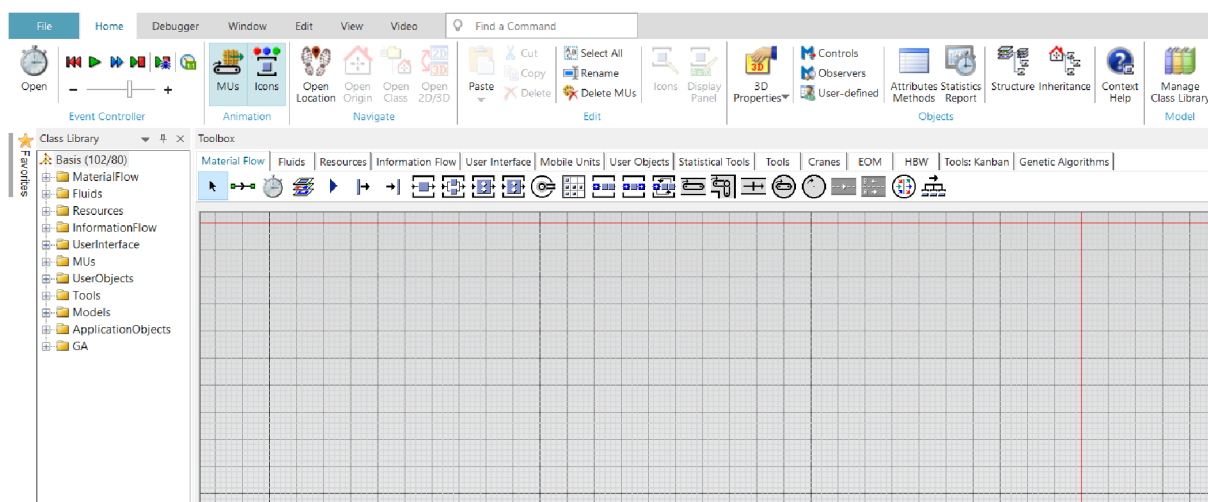 File Home Debugger Window Edit View Video Find a Command
Open
MUs Icons
Open Location Open Origin Open Class Open 2D/3D
Paste Cut Copy Delete Select All Rename Delete MUs
Icons Display Panel
3D Properties
Controls Observers User-defined
Attributes Methods Statistics Report
Structure Inheritance
Context Help
Manage Class Library
Event Controller Animation Navigate Edit Objects Model
Favorites
Class Library Toolbox
Basis (102/80)
Material Flow Fluids Resources Information Flow User Interface Mobile Units User Objects Statistical Tools Tools Cranes EOM HBW Tools: Kanban Genetic Algorithms
MaterialFlow
Fluids
Resources
InformationFlow
UserInterface
MUs
UserObjects
Tools
Models
ApplicationObjects
GA